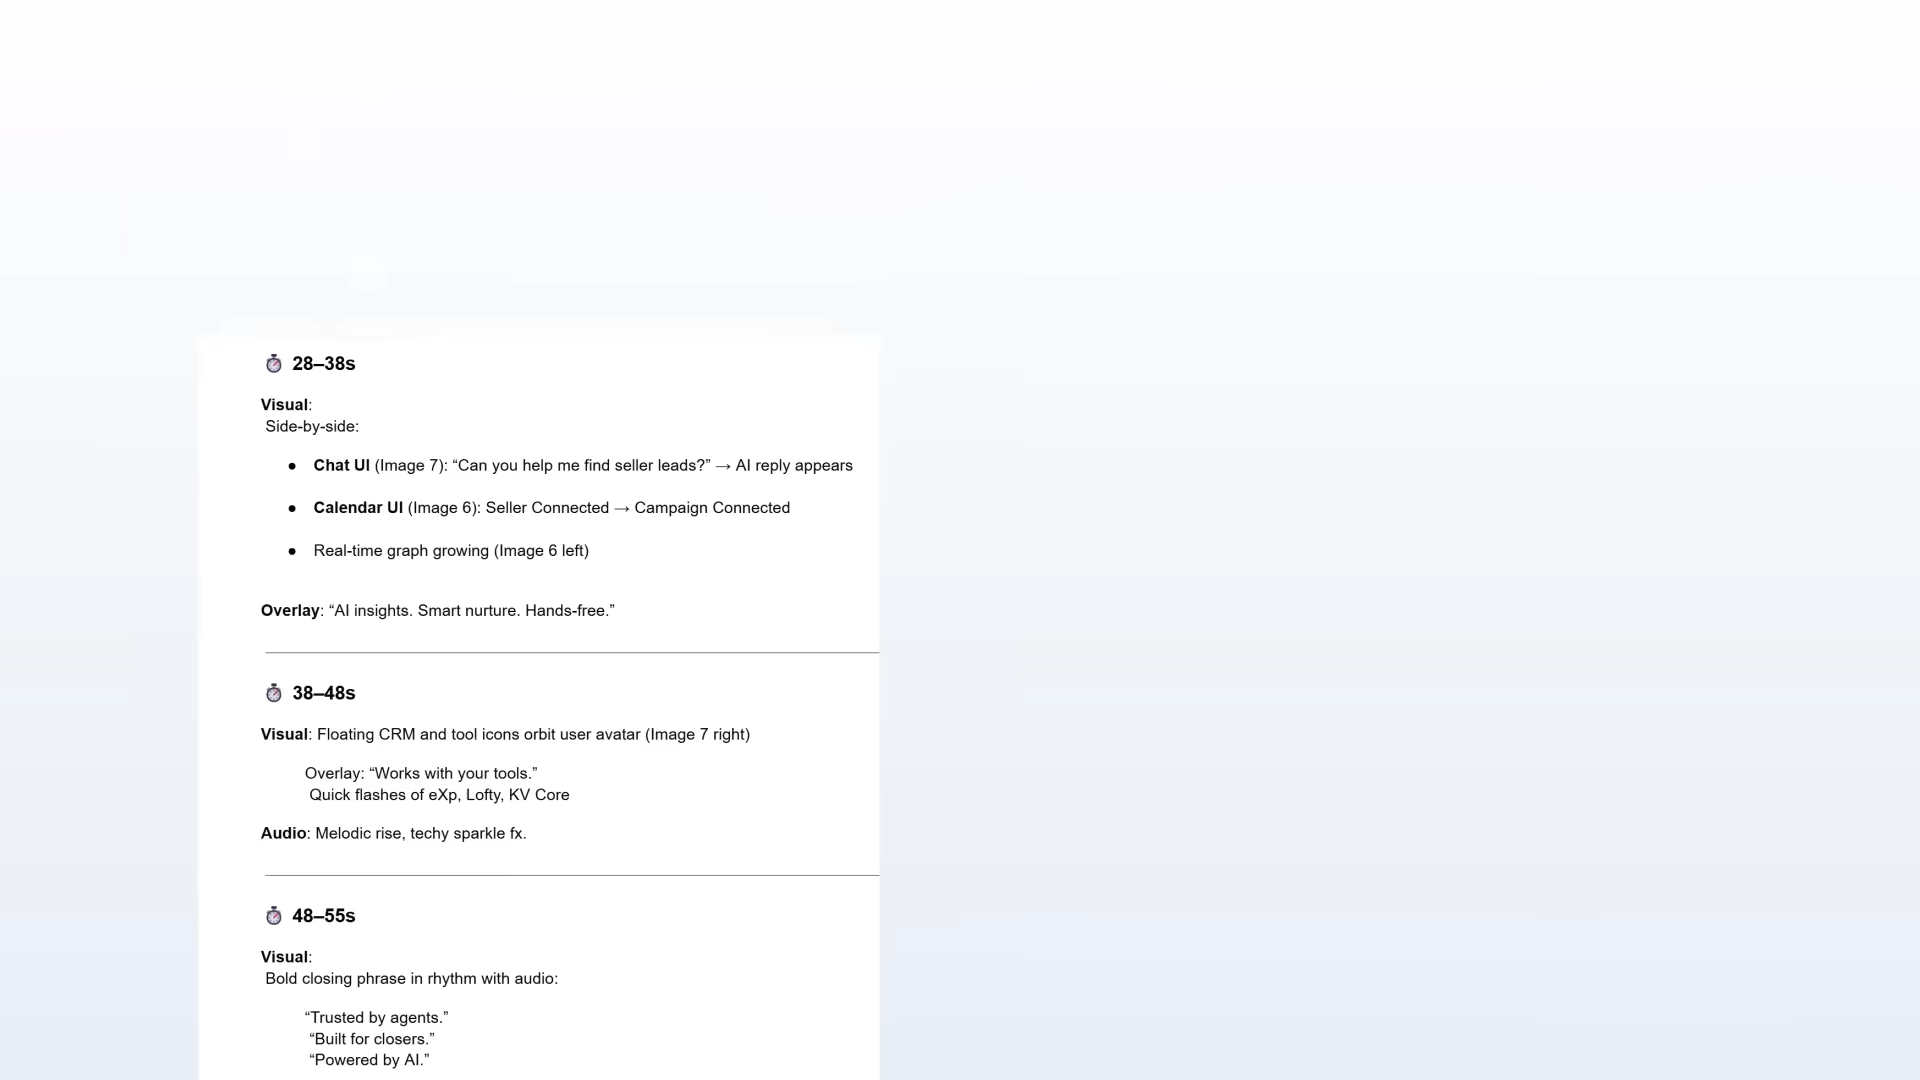 28–38s
Visual:
Side-by-side:
● Chat UI (Image 7): “Can you help me find seller leads?” → AI reply appears
● Calendar UI (Image 6): Seller Connected → Campaign Connected
● Real-time graph growing (Image 6 left)
Overlay: “AI insights. Smart nurture. Hands-free.”
38–48s
Visual: Floating CRM and tool icons orbit user avatar (Image 7 right)
Overlay: “Works with your tools.”
Quick flashes of eXp, Lofty, KV Core
Audio: Melodic rise, techy sparkle fx.
48–55s
Visual:
Bold closing phrase in rhythm with audio:
“Trusted by agents.”
“Built for closers.”
“Powered by AI.”